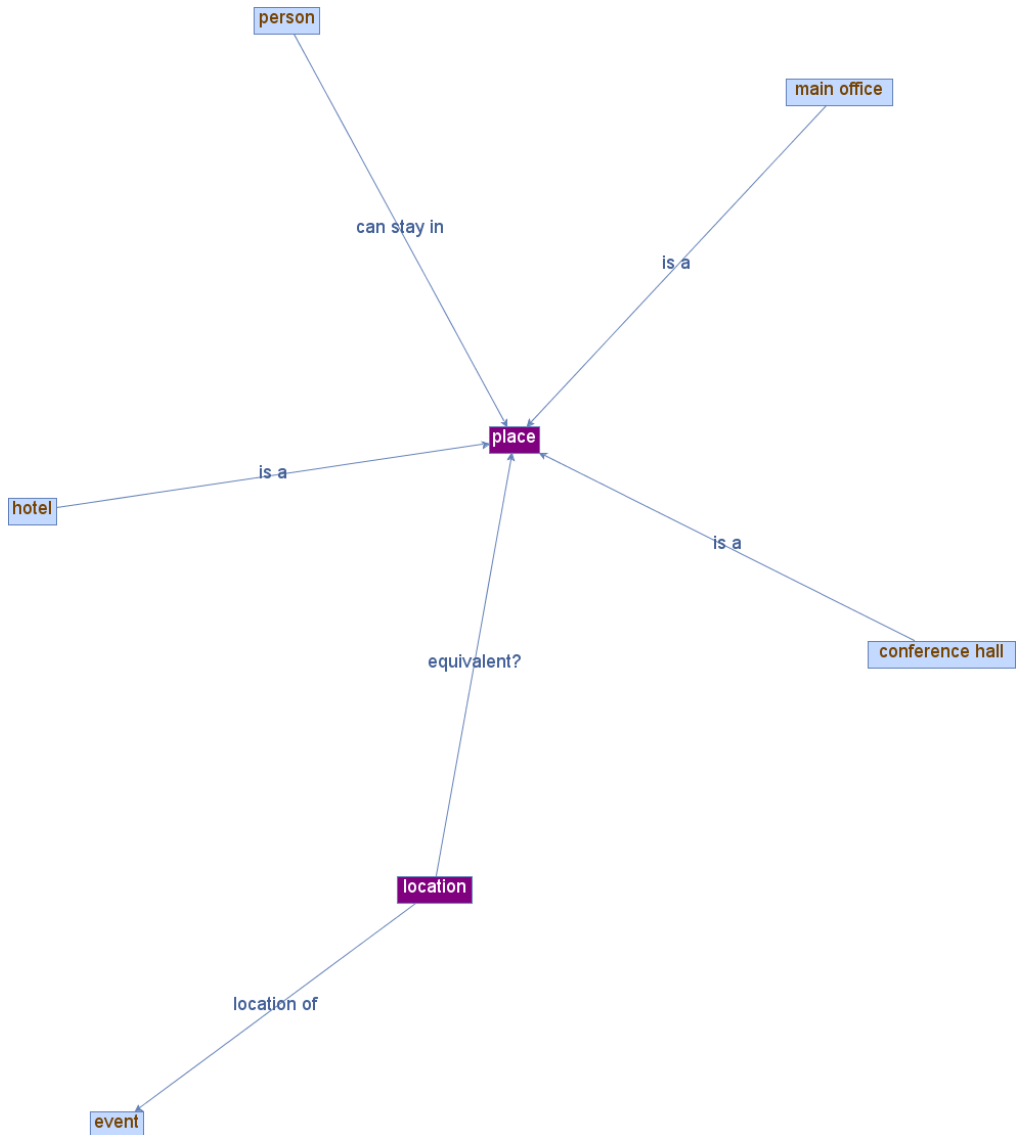 person
main office
can stay in
is a
place
is a
hotel
is a
conference hall
equivalent?
location
location of
event